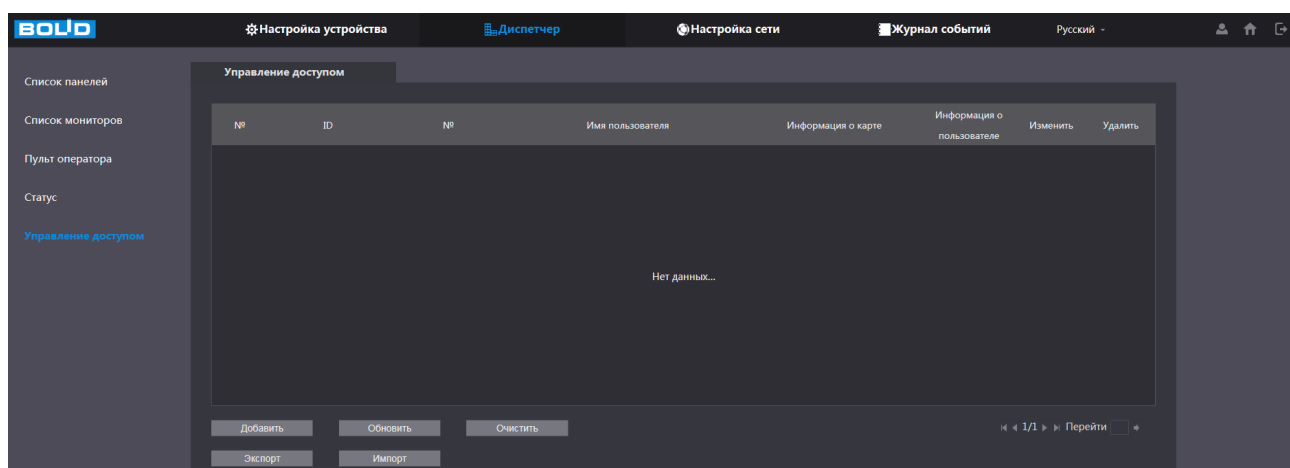 BOLID Настройка устройства Диспетчер Настройка сети Журнал событий Русский
Управление доступом
Список панелей
Список мониторов
Пульт оператора
Статус
Управление доступом
№ ID № Имя пользователя Информация о карте Информация о пользователе Изменить Удалить
Нет данных...
Добавить Обновить Очистить 1/1 Перейти
Экспорт Импорт